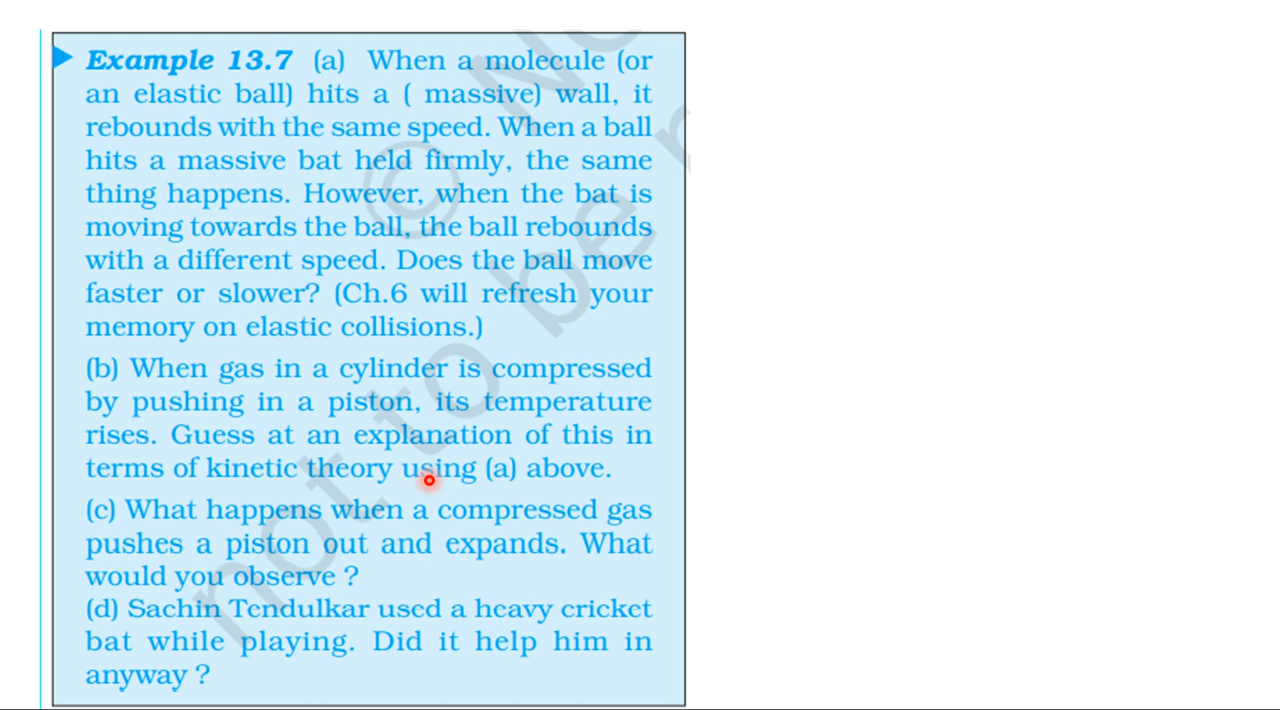 Example 13.7 (a) When a molecule (or
an elastic ball) hits a ( massive) wall, it
rebounds with the same speed. When a ball
hits a massive bat held firmly, the same
thing happens. However, when the bat is
moving towards the ball, the ball rebounds
with a different speed. Does the ball move
faster or slower? (Ch.6 will refresh your
memory on elastic collisions.)
(b) When gas in a cylinder is compressed
by pushing in a piston, its temperature
rises. Guess at an explanation of this in
terms of kinetic theory using (a) above.
(c) What happens when a compressed gas
pushes a piston out and expands. What
would you observe ?
(d) Sachin Tendulkar used a heavy cricket
bat while playing. Did it help him in
anyway ?
not to be r
© No